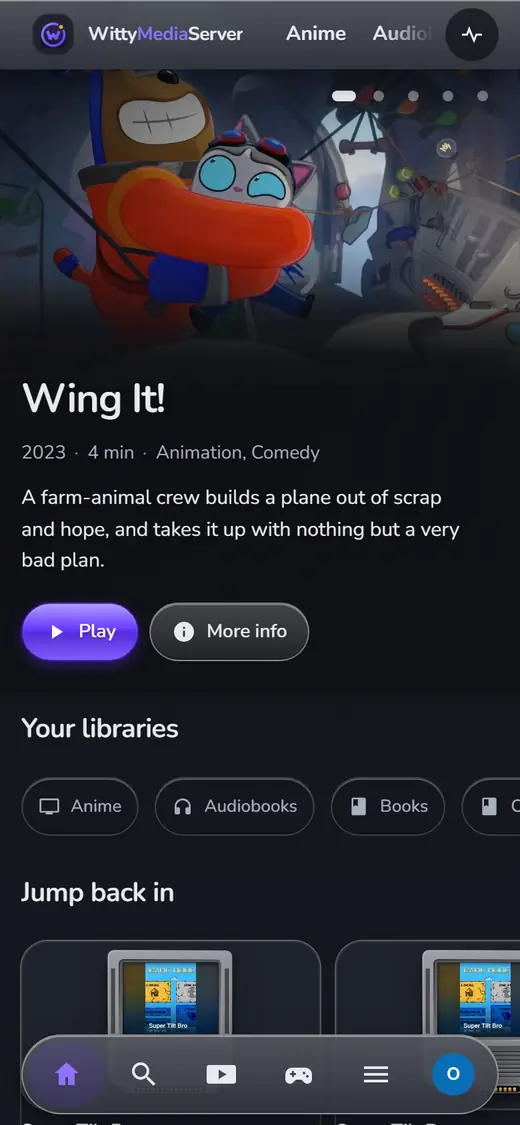 WittyMediaServer Anime Audio
Wing It!
2023 · 4 min · Animation, Comedy
A farm-animal crew builds a plane out of scrap
and hope, and takes it up with nothing but a very
bad plan.
Play More info
Your libraries
Anime Audiobooks Books
Jump back in
Super Tilt Bro Super Tilt Bro
O